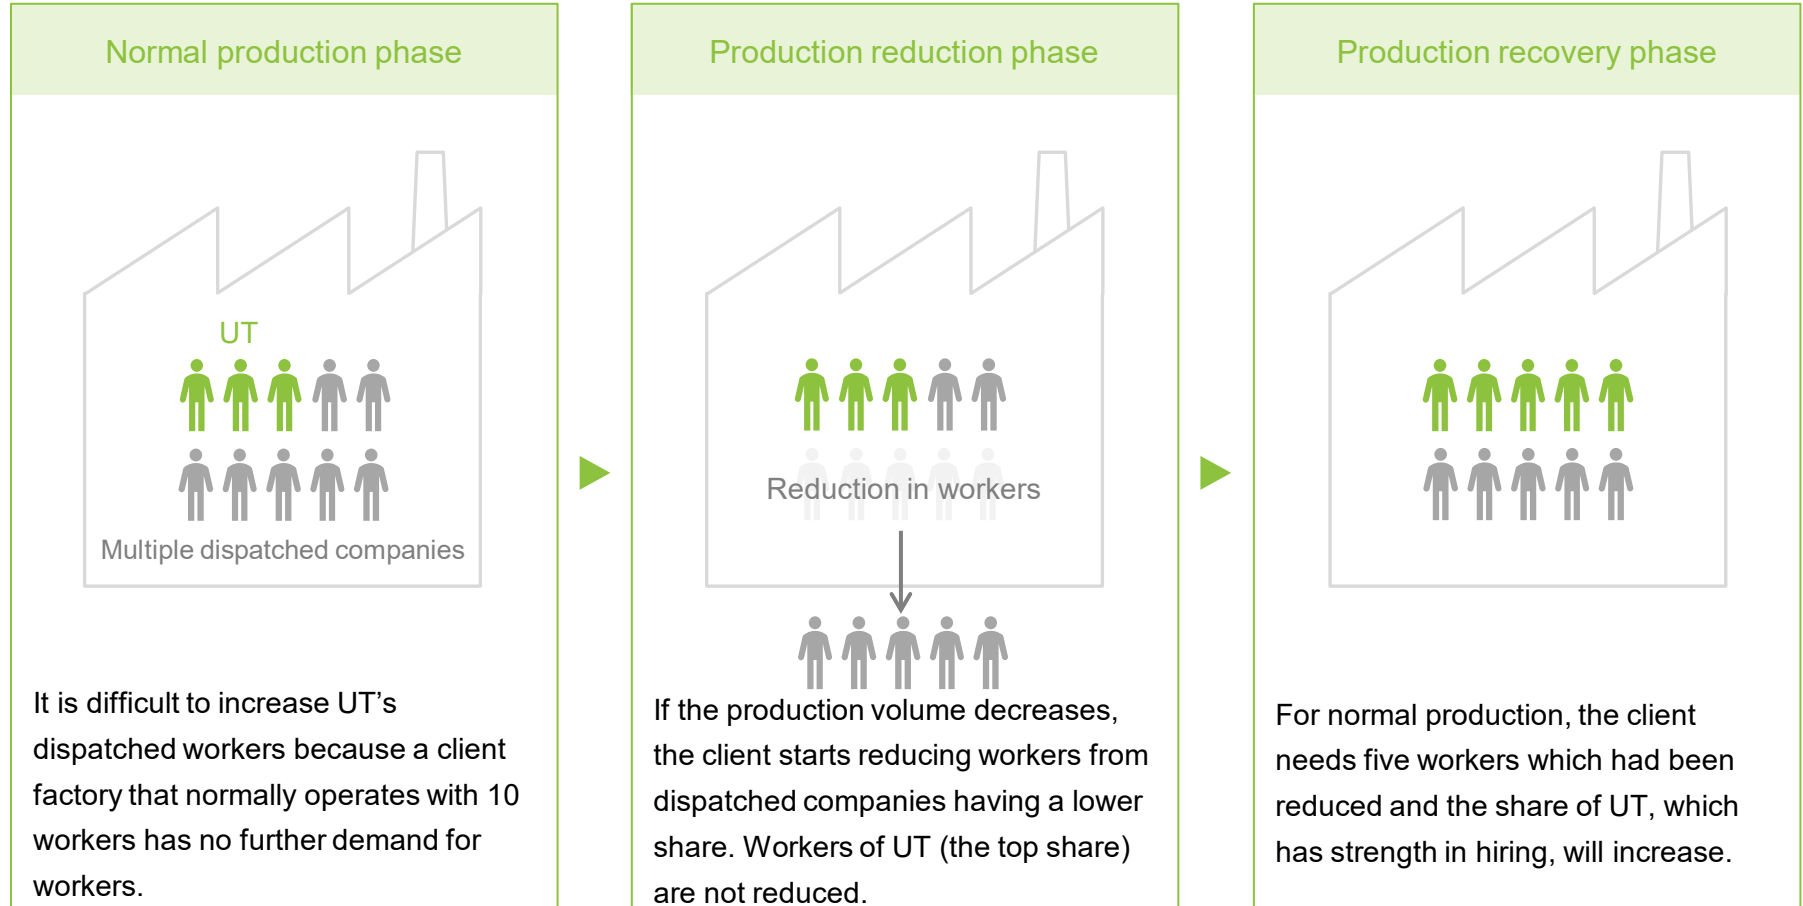 Normal production phase
UT
Multiple dispatched companies
It is difficult to increase UT’s
dispatched workers because a client
factory that normally operates with 10
workers has no further demand for
workers.
Production reduction phase
Reduction in workers
If the production volume decreases,
the client starts reducing workers from
dispatched companies having a lower
share. Workers of UT (the top share)
are not reduced.
Production recovery phase
For normal production, the client
needs five workers which had been
reduced and the share of UT, which
has strength in hiring, will increase.